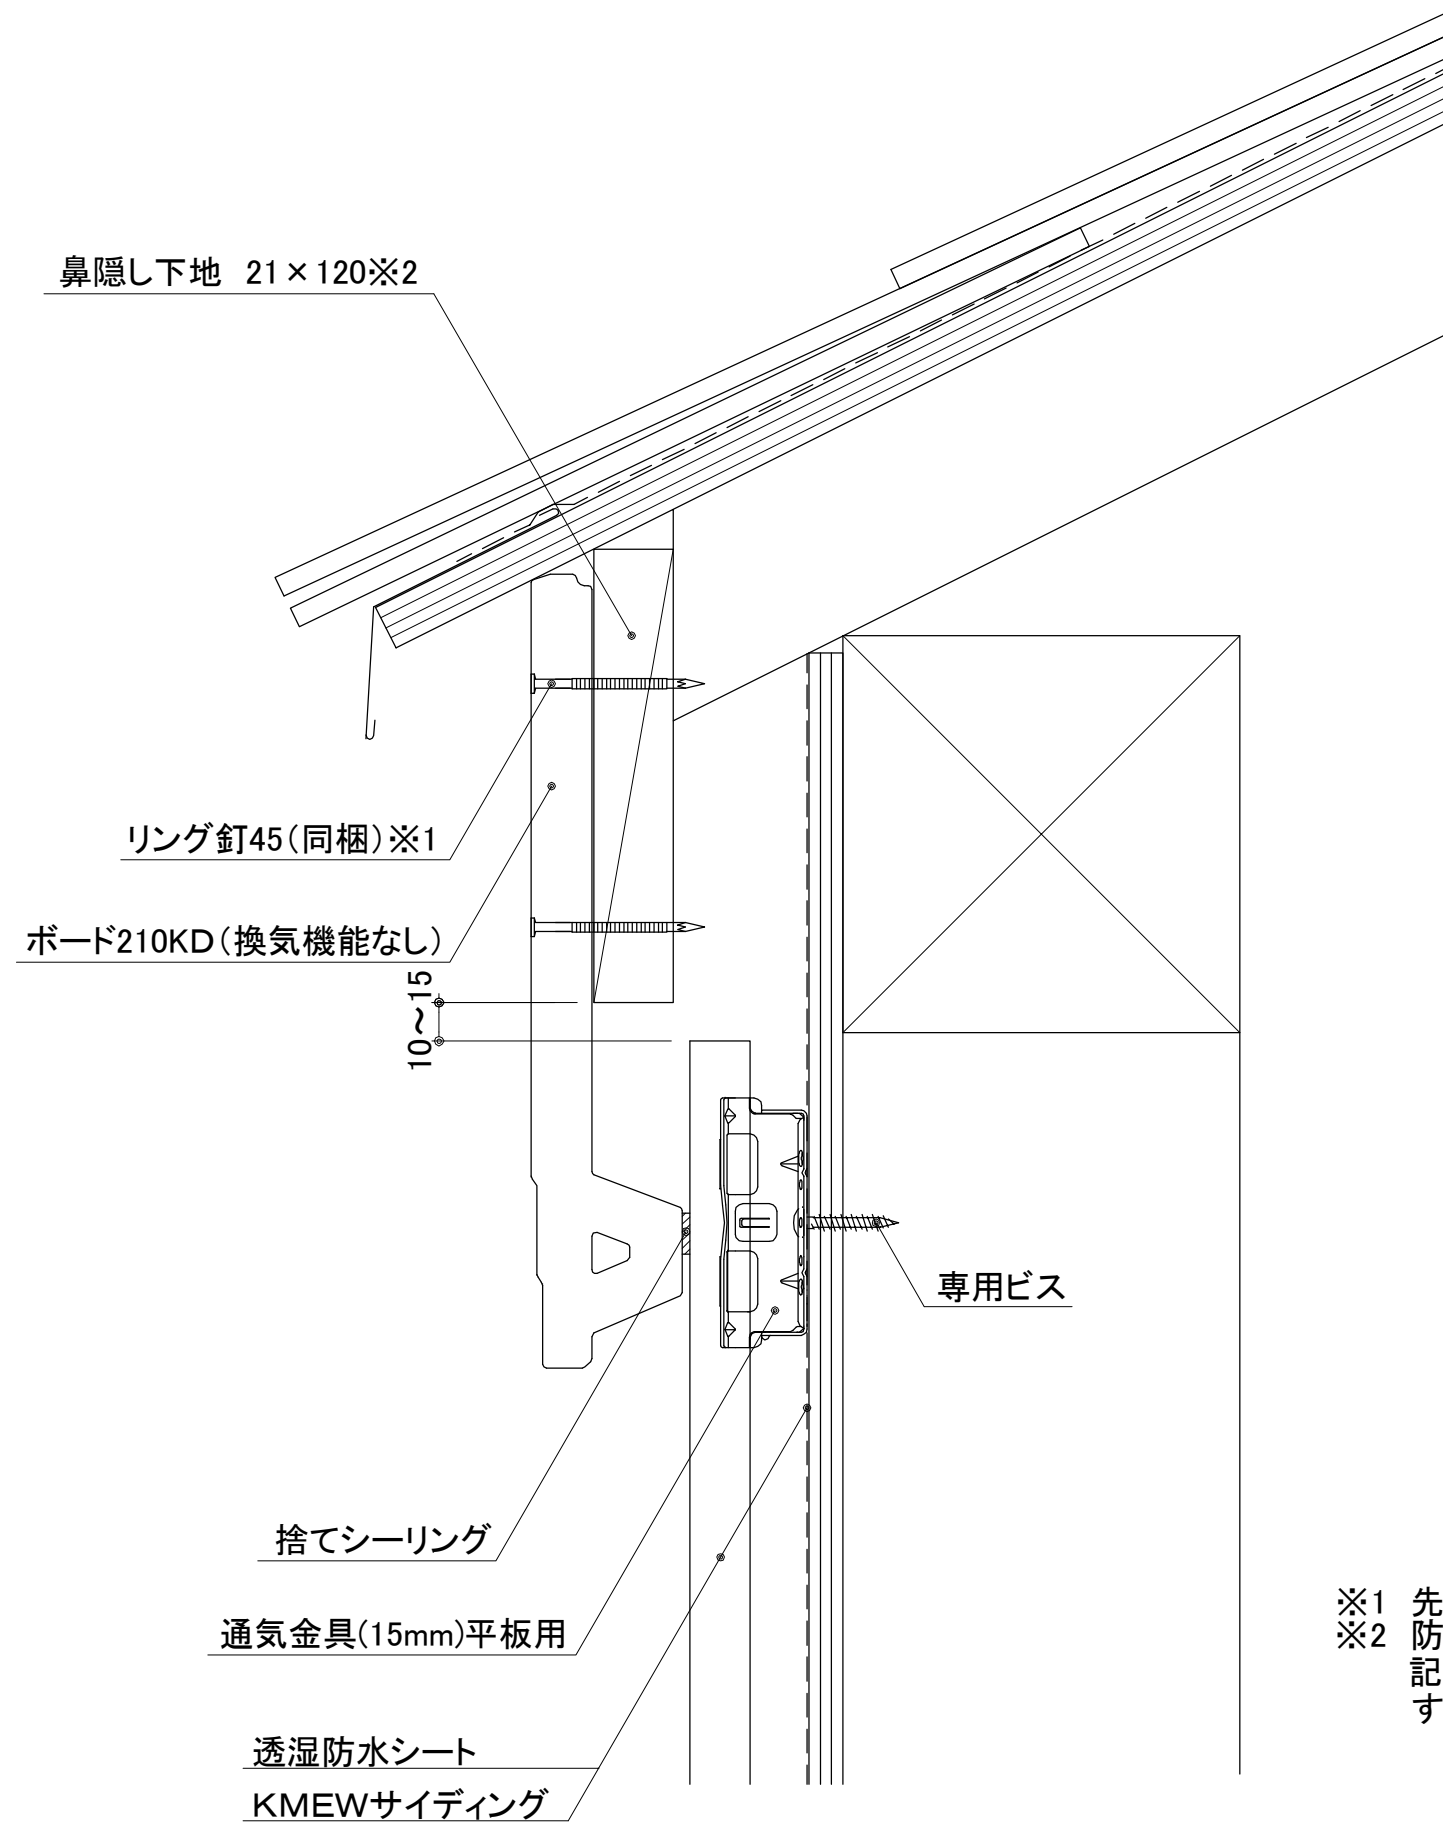 鼻隠し下地 21×120※2
リング釘45(同梱)※1
ボード210KD(換気機能なし)
10～15
専用ビス
捨てシーリング
通気金具(15mm)平板用
透湿防水シート
KMEWサイディング
※1 先
※2 防
記
す